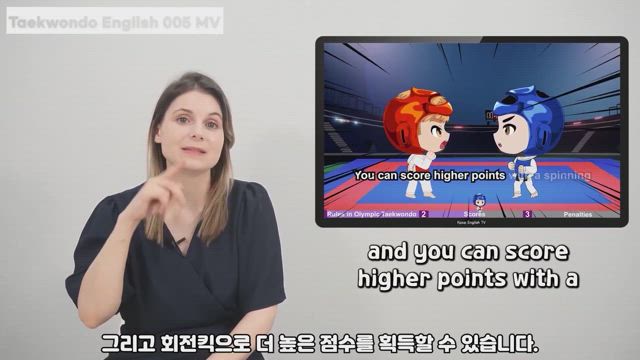 Taekwondo English 005 MV
You can score higher points with a spinning
Rules in Olympic Taekwondo 2 Scores 3 Penalties
Kwon English TV
and you can score
higher points with a
그리고 회전킥으로 더 높은 점수를 획득할 수 있습니다.